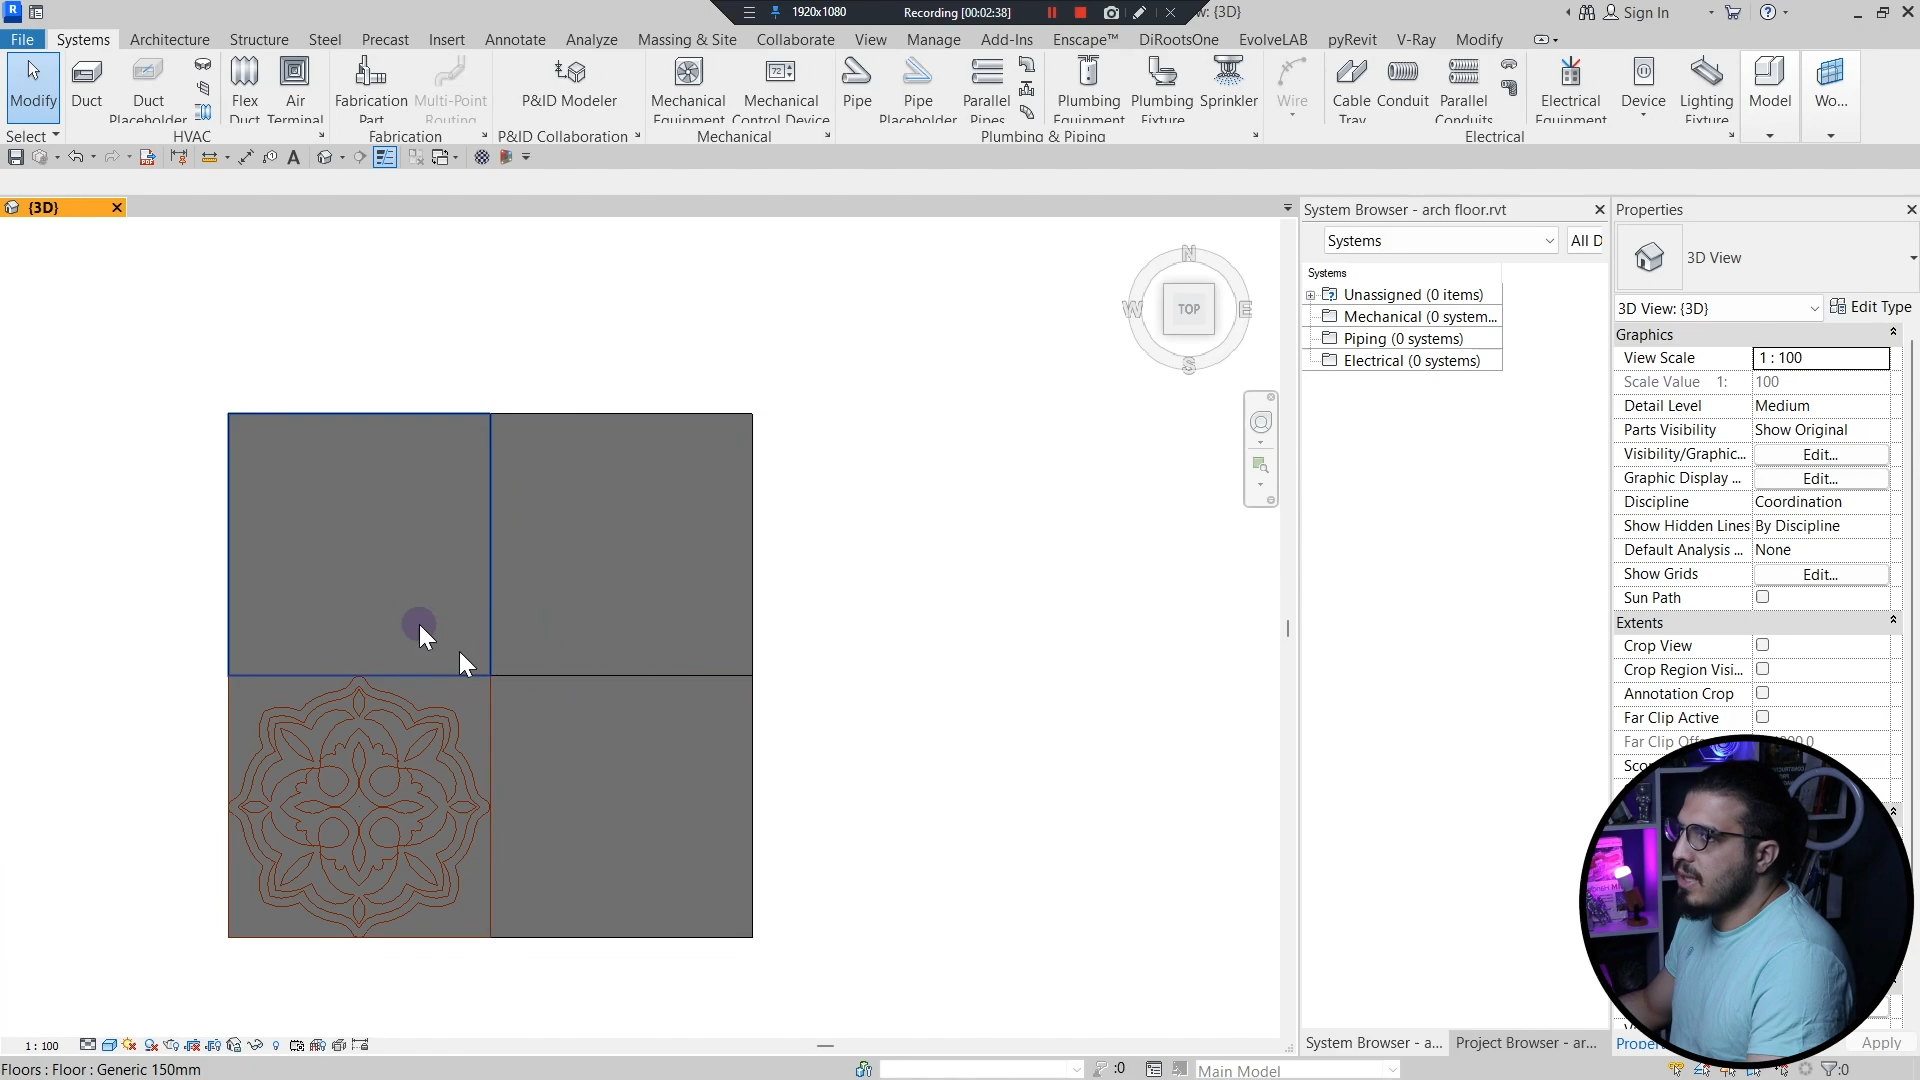 1920x1080 Recording [00:02:38] w: {3D} Sign In
File Systems Architecture Structure Steel Precast Insert Annotate Analyze Massing & Site Collaborate View Manage Add-Ins Enscape™ DiRootsOne EvolveLAB pyRevit V-Ray Modify
Modify Duct Duct Placeholder Flex Duct Air Terminal Fabrication Part Multi-Point Routing P&ID Modeler Mechanical Equipment Mechanical Control Device Pipe Pipe Placeholder Parallel Pipes Plumbing Equipment Plumbing Fixture Sprinkler Wire Cable Tray Conduit Parallel Conduits Electrical Equipment Device Lighting Fixture Model Wo...
Select HVAC Fabrication P&ID Collaboration Mechanical Plumbing & Piping Electrical
{3D}
System Browser - arch floor.rvt
Systems All D
Systems
Unassigned (0 items)
Mechanical (0 system...
Piping (0 systems)
Electrical (0 systems)
Properties
3D View
3D View: {3D} Edit Type
Graphics
View Scale 1 : 100
Scale Value 1: 100
Detail Level Medium
Parts Visibility Show Original
Visibility/Graphic... Edit...
Graphic Display ... Edit...
Discipline Coordination
Show Hidden Lines By Discipline
Default Analysis ... None
Show Grids Edit...
Sun Path
Extents
Crop View
Crop Region Visi...
Annotation Crop
Far Clip Active
Far Clip Off
Sco
N
W TOP E
S
1 : 100
System Browser - a... Project Browser - ar... Proper Apply
Floors : Floor : Generic 150mm :0 Main Model :0